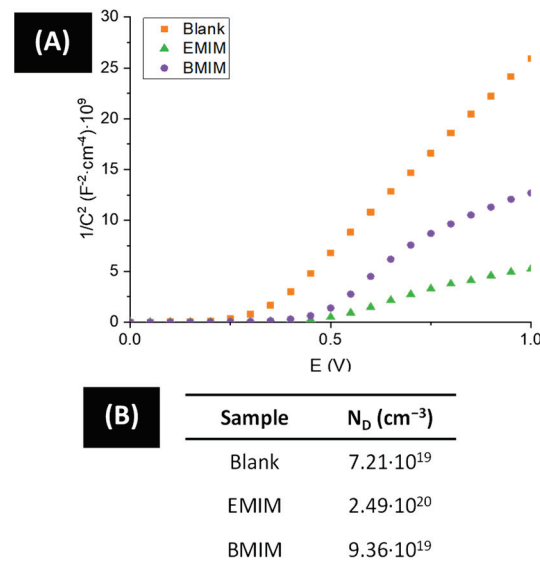 (A)
30
25
20
15
10
5
0
1/C² (F⁻²·cm⁻⁴)·10⁹
Blank
EMIM
BMIM
0.0 0.5 1.0
E (V)
(B)
Sample N_D (cm⁻³)
Blank 7.21·10¹⁹
EMIM 2.49·10²⁰
BMIM 9.36·10¹⁹